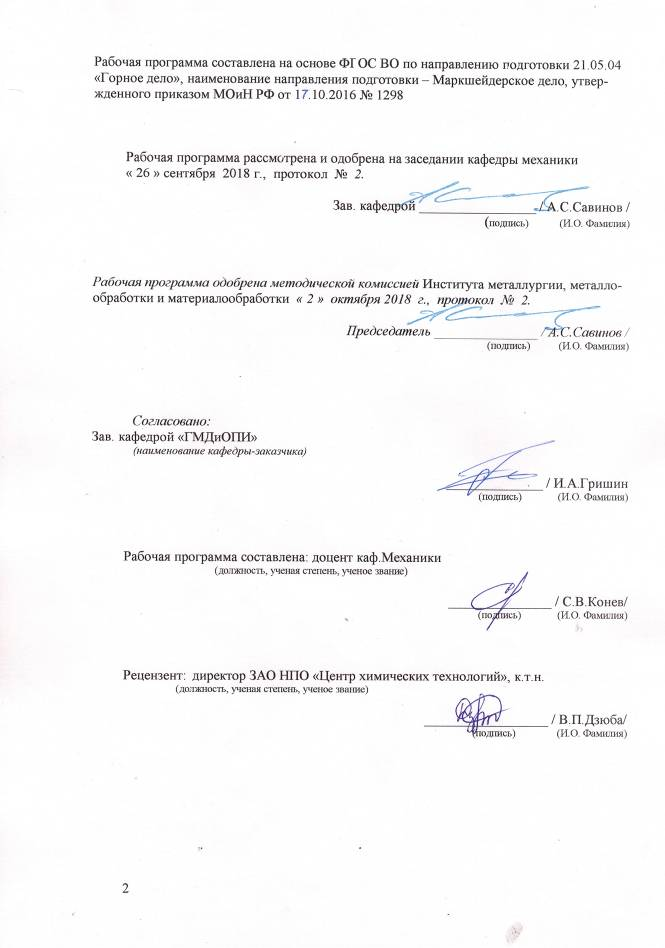 Рабочая программа составлена на основе ФГОС ВО по направлению подготовки 21.05.04
«Горное дело», наименование направления подготовки – Маркшейдерское дело, утвер-
жденного приказом МОиН РФ от 17.10.2016 № 1298
Рабочая программа рассмотрена и одобрена на заседании кафедры механики
« 26 » сентября 2018 г., протокол № 2.
Зав. кафедрой ________________ / А.С.Савинов /
(подпись) (И.О. Фамилия)
Рабочая программа одобрена методической комиссией Института металлургии, металло-
обработки и материалообработки « 2 » октября 2018 г., протокол № 2.
Председатель ________________ / А.С.Савинов /
(подпись) (И.О. Фамилия)
Согласовано:
Зав. кафедрой «ГМДиОПИ»
(наименование кафедры-заказчика)
________________ / И.А.Гришин
(подпись) (И.О. Фамилия)
Рабочая программа составлена: доцент каф.Механики
(должность, ученая степень, ученое звание)
________________ / С.В.Конев/
(подпись) (И.О. Фамилия)
Рецензент: директор ЗАО НПО «Центр химических технологий», к.т.н.
(должность, ученая степень, ученое звание)
________________ / В.П.Дзюба/
(подпись) (И.О. Фамилия)
2